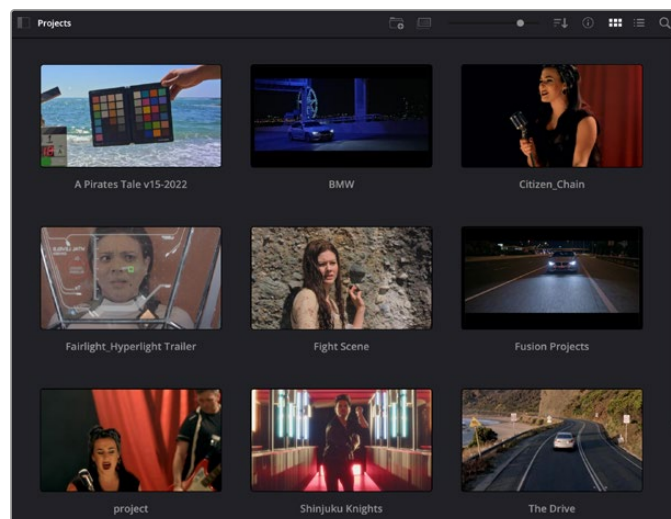 Projects
A Pirates Tale v15-2022
BMW
Citizen_Chain
Fairlight_Hyperlight Trailer
Fight Scene
Fusion Projects
project
Shinjuku Knights
The Drive